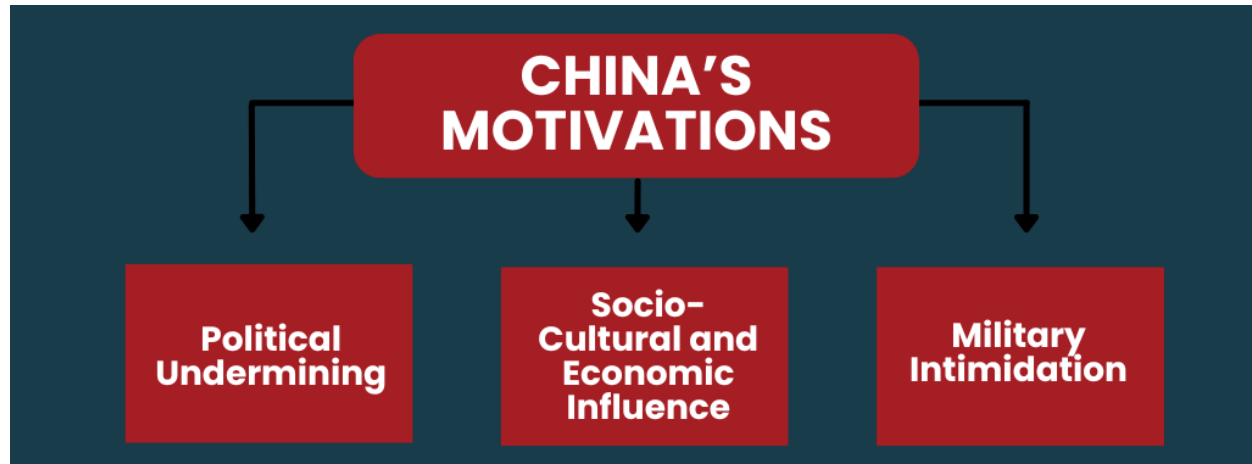 CHINA'S
MOTIVATIONS
Political
Undermining
Socio-
Cultural and
Economic
Influence
Military
Intimidation